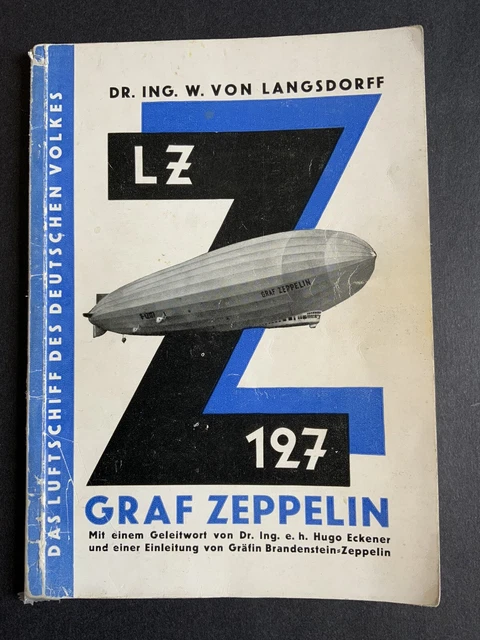 DR. ING. W. VON LANGSDORFF
LZ
GRAF ZEPPELIN
127
GRAF ZEPPELIN
Mit einem Geleitwort von Dr. Ing. e. h. Hugo Eckener
und einer Einleitung von Gräfin Brandenstein=Zeppelin
DAS LUFTSCHIFF DES DEUTSCHEN VOLKES